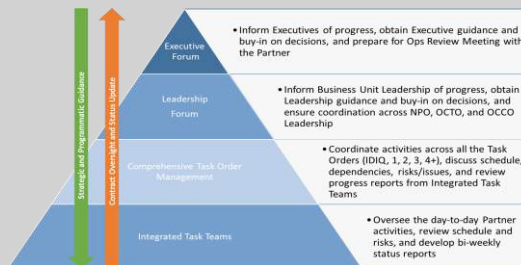 Strategic and Programmatic Guidance
Contract Oversight and Status Update
Executive
Forum
• Inform Executives of progress, obtain Executive guidance and
buy-in on decisions, and prepare for Ops Review Meeting with
the Partner
Leadership
Forum
• Inform Business Unit Leadership of progress, obtain
Leadership guidance and buy-in on decisions, and
ensure coordination across NPO, OCTO, and OCCO
Leadership
Comprehensive Task Order
Management
• Coordinate activities across all the Task
Orders (IDIQ, 1, 2, 3, 4+), discuss schedule,
dependencies, risks/issues, and review
progress reports from Integrated Task
Teams
Integrated Task Teams
• Oversee the day-to-day Partner
activities, review schedule and
risks, and develop bi-weekly
status reports